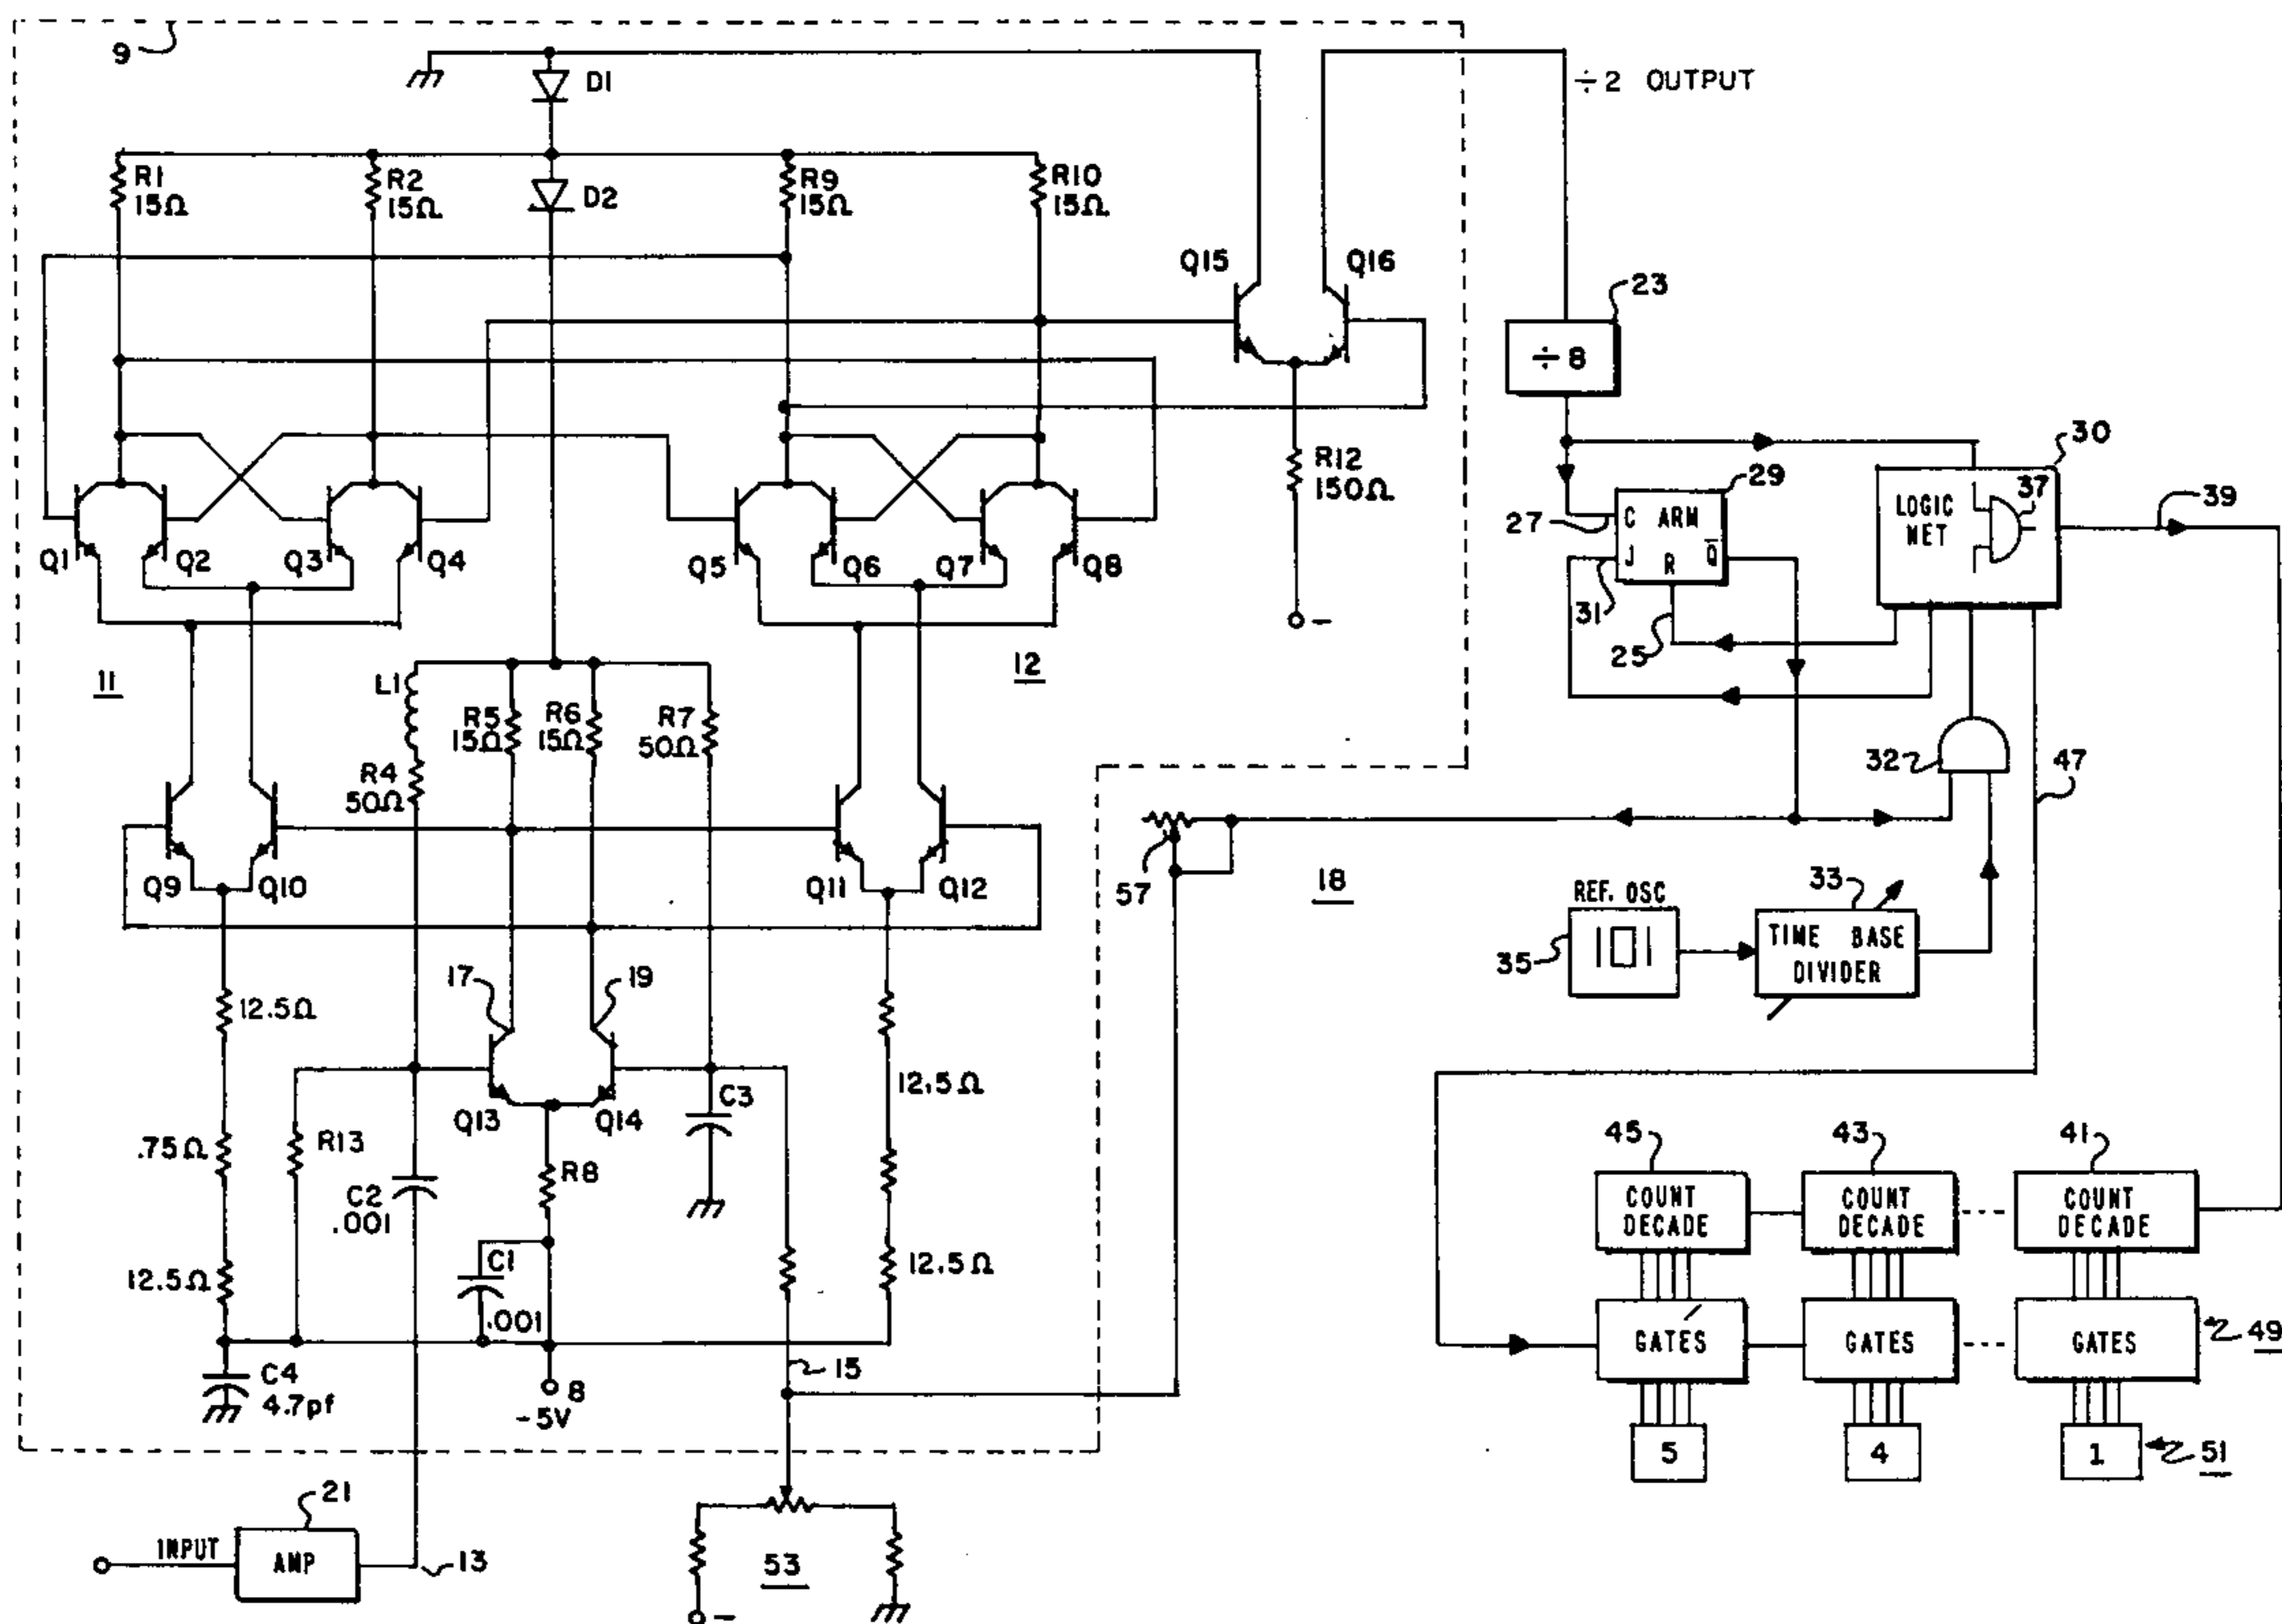 9
D1
÷2 OUTPUT
R1
15Ω
R2
15Ω
D2
R9
15Ω
R10
15Ω
Q15
Q16
23
÷8
R12
150Ω
30
29
LOGIC
NET
37
39
27
C ARM
J R Q̅
31
25
Q1
Q2
Q3
Q4
Q5
Q6
Q7
Q8
-
11
12
L1
R5
15Ω
R6
15Ω
R7
50Ω
R4
50Ω
32
47
57
18
Q9
Q10
Q11
Q12
REF. OSC
33
35
TIME BASE
DIVIDER
12.5Ω
17
19
12.5Ω
Q13
Q14
C3
.75Ω
R13
R8
C2
.001
45
43
41
COUNT
DECADE
COUNT
DECADE
COUNT
DECADE
12.5Ω
C1
.001
12.5Ω
GATES
GATES
GATES
49
C4
4.7pf
15
8
-5V
5
4
1
51
21
INPUT
AMP
13
53
-